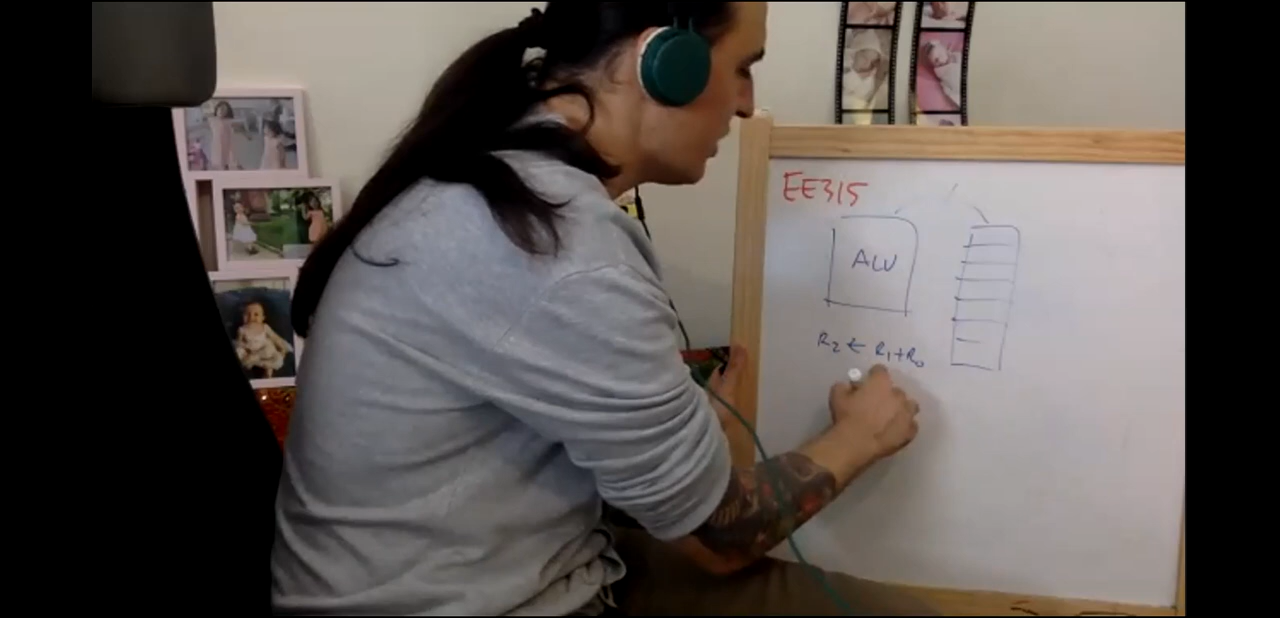 EE315
ALU
R₂ ← R₁+R₀